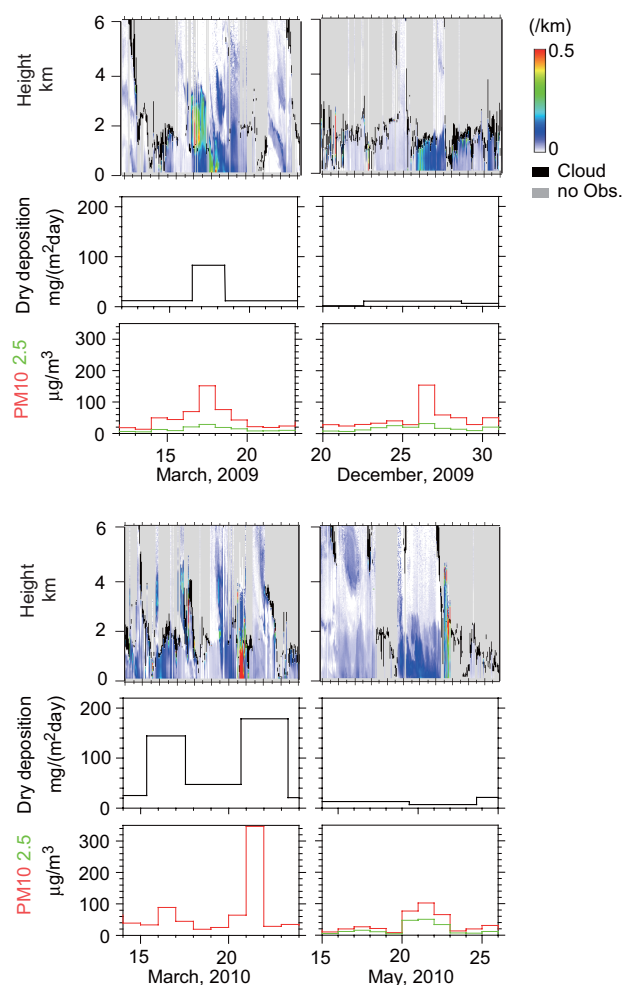 (/km)
6
4
2
0
Height
km
0.5
0
Cloud
no Obs.
200
100
0
Dry deposition
mg/(m²day)
300
200
100
0
PM10 2.5
µg/m³
15 20
March, 2009
20 25 30
December, 2009
6
4
2
0
Height
km
200
100
0
Dry deposition
mg/(m²day)
300
200
100
0
PM10 2.5
µg/m³
15 20
March, 2010
15 20 25
May, 2010